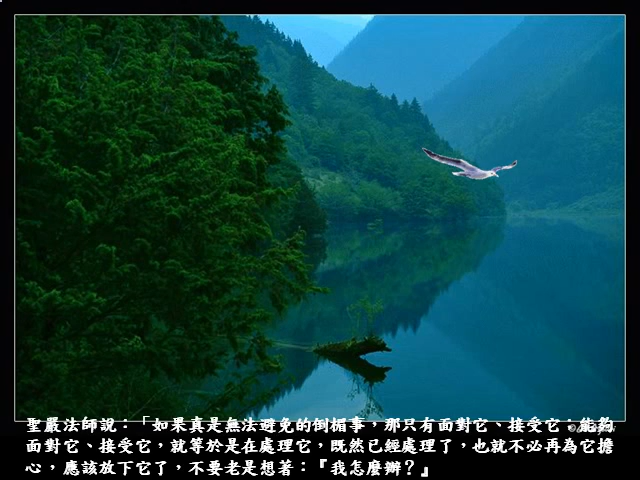 聖嚴法師說：「如果真是無法避免的倒楣事，那只有面對它、接受它；能夠
面對它、接受它，就等於是在處理它，既然已經處理了，也就不必再為它擔
心，應該放下它了，不要老是想著：『我怎麼辦？』